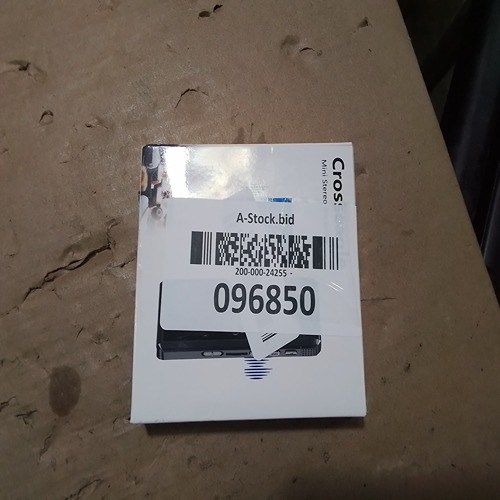 Cros
Mini Stereo
A-Stock.bid
200-000-24255 -
096850